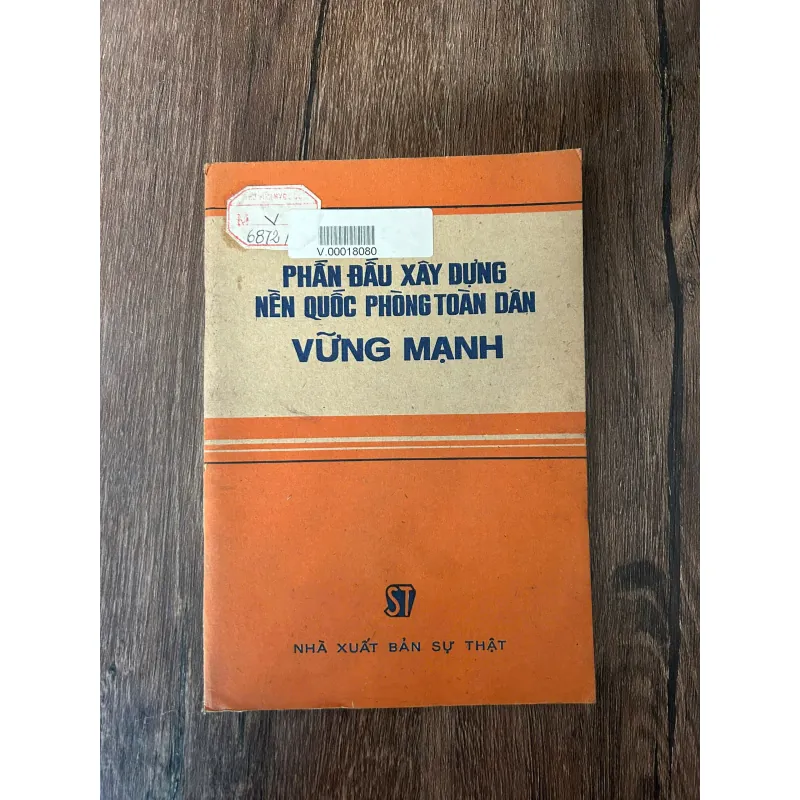 M V
6872
V.00018080
PHẤN ĐẤU XÂY DỰNG
NỀN QUỐC PHÒNG TOÀN DÂN
VỮNG MẠNH
ST
NHÀ XUẤT BẢN SỰ THẬT